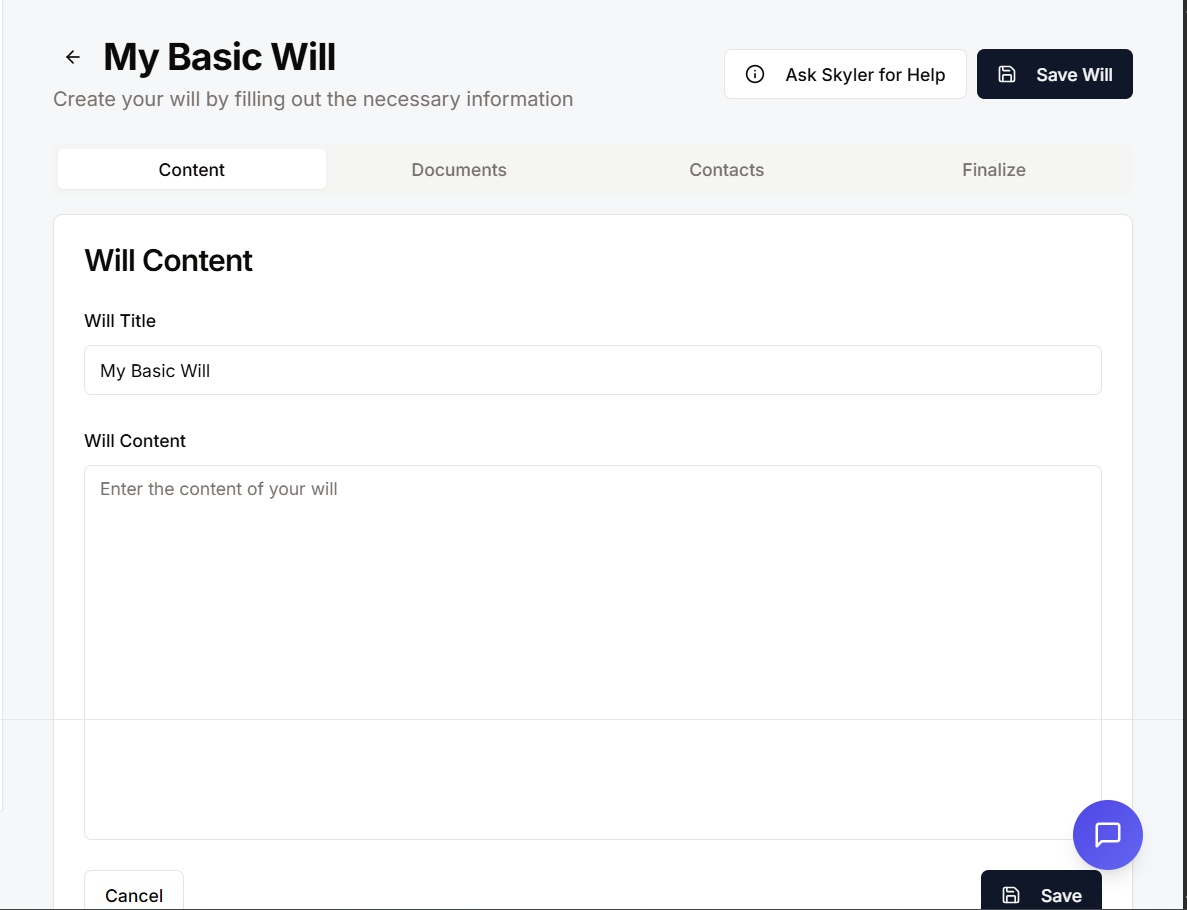 My Basic Will
Create your will by filling out the necessary information
Ask Skyler for Help
Save Will
Content
Documents
Contacts
Finalize
Will Content
Will Title
My Basic Will
Will Content
Enter the content of your will
Cancel
Save